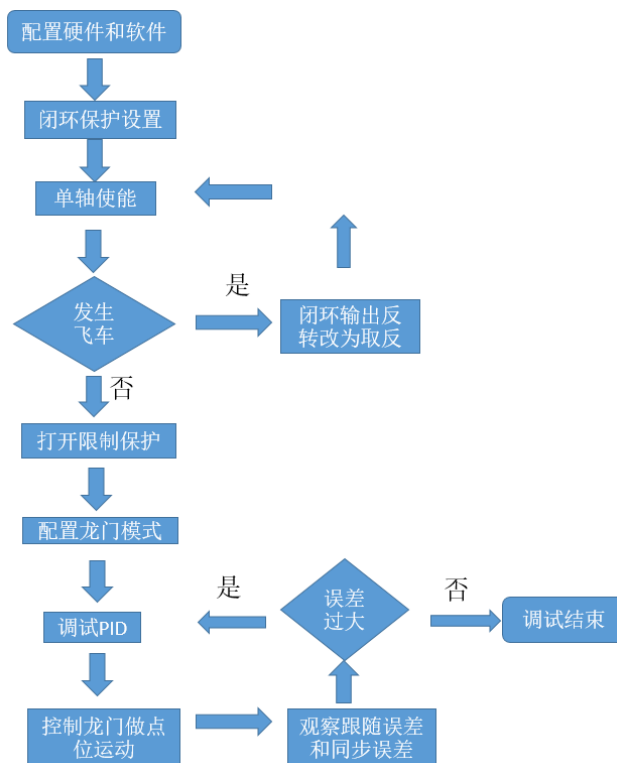 配置硬件和软件
闭环保护设置
单轴使能
发生
飞车
是
闭环输出反
转改为取反
否
打开限制保护
配置龙门模式
调试PID
是
误差
过大
否
调试结束
控制龙门做点
位运动
观察跟随误差
和同步误差